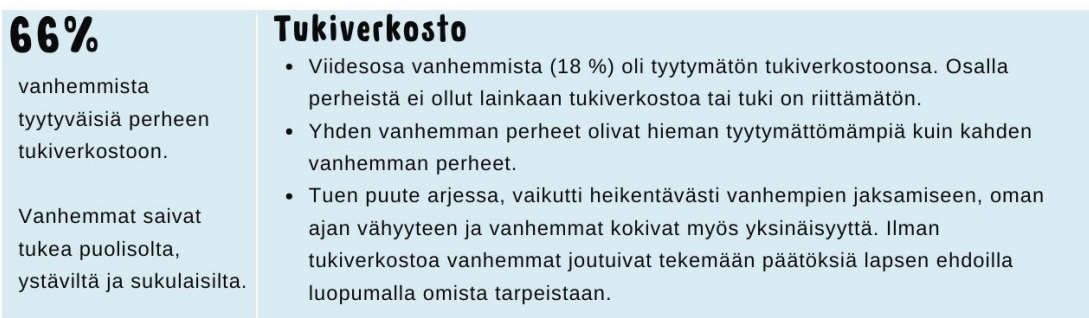 66%
vanhemmista
tyytyväisiä perheen
tukiverkostoon.
Vanhemmat saivat
tukea puolisolta,
ystäviltä ja sukulaisilta.
Tukiverkosto
• Viidesosa vanhemmista (18 %) oli tyytymätön tukiverkostoonsa. Osalla
perheistä ei ollut lainkaan tukiverkostoa tai tuki on riittämätön.
• Yhden vanhemman perheet olivat hieman tyytymättömämpiä kuin kahden
vanhemman perheet.
• Tuen puute arjessa, vaikutti heikentävästi vanhempien jaksamiseen, oman
ajan vähyyteen ja vanhemmat kokivat myös yksinäisyyttä. Ilman
tukiverkostoa vanhemmat joutuivat tekemään päätöksiä lapsen ehdoilla
luopumalla omista tarpeistaan.